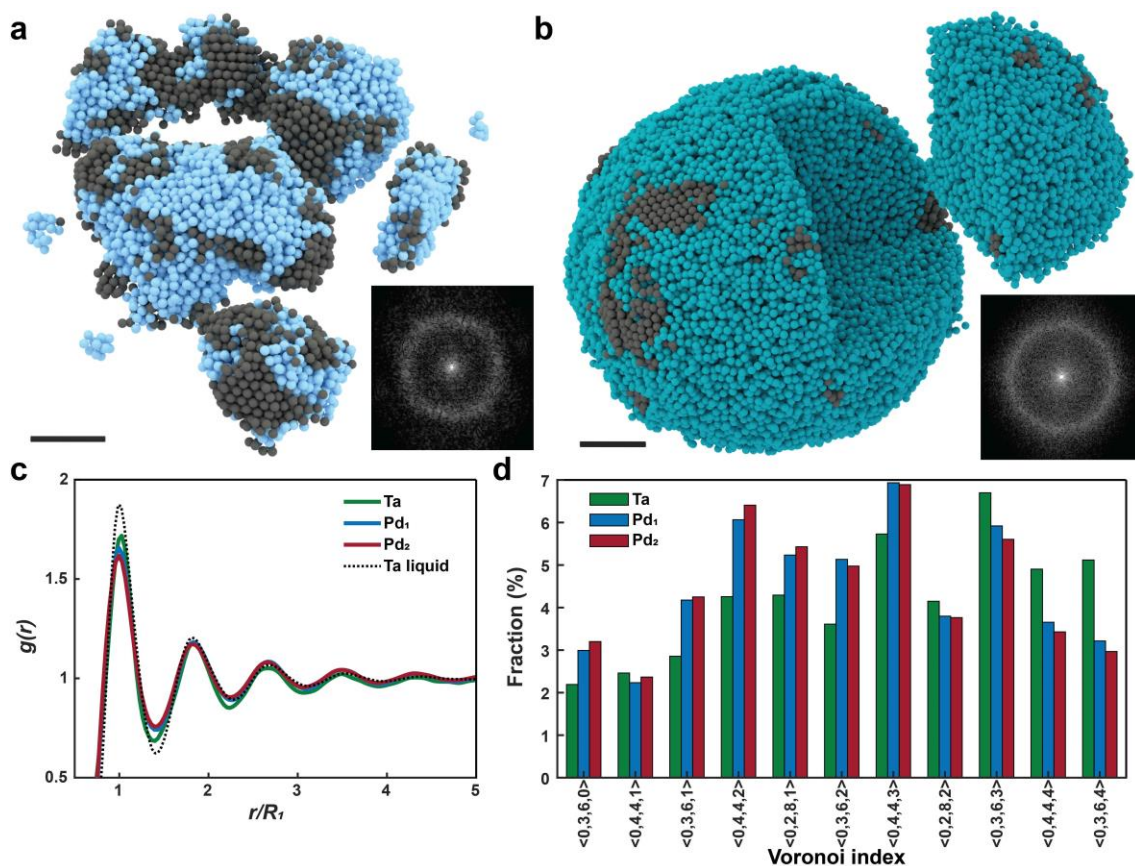 a
b
c
2
1.5
1
0.5
g(r)
Ta
Pd₁
Pd₂
Ta liquid
1
2
3
4
5
r/R₁
d
7
6
5
4
3
2
1
0
Fraction (%)
Ta
Pd₁
Pd₂
<0,3,6,0>
<0,4,4,1>
<0,3,6,1>
<0,4,4,2>
<0,2,8,1>
<0,3,6,2>
<0,4,4,3>
<0,2,8,2>
<0,3,6,3>
<0,4,4,4>
<0,3,6,4>
Voronoi index